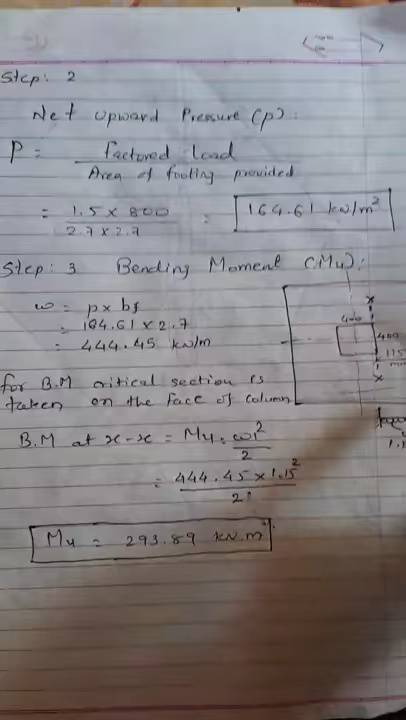 Step: 2
Net Upward Pressure (p):
P = Factored Load
Area of footing provided
= 1.5 x 800
2.7 x 2.7
= 164.61 kN/m²
Step: 3 Bending Moment (Mu):
w = p x bf
= 164.61 x 2.7
= 444.45 kN/m
x
400
400
115
x
for B.M critical section is
taken on the face of column
B.M at x-x = Mu = wl²
2
= 444.45 x 1.15²
2
Mu = 293.89 kN.m